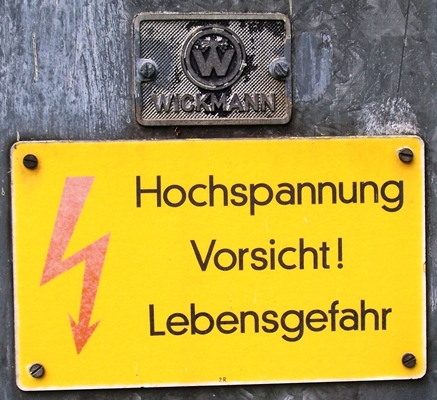 W
WICKMANN
Hochspannung
Vorsicht!
Lebensgefahr